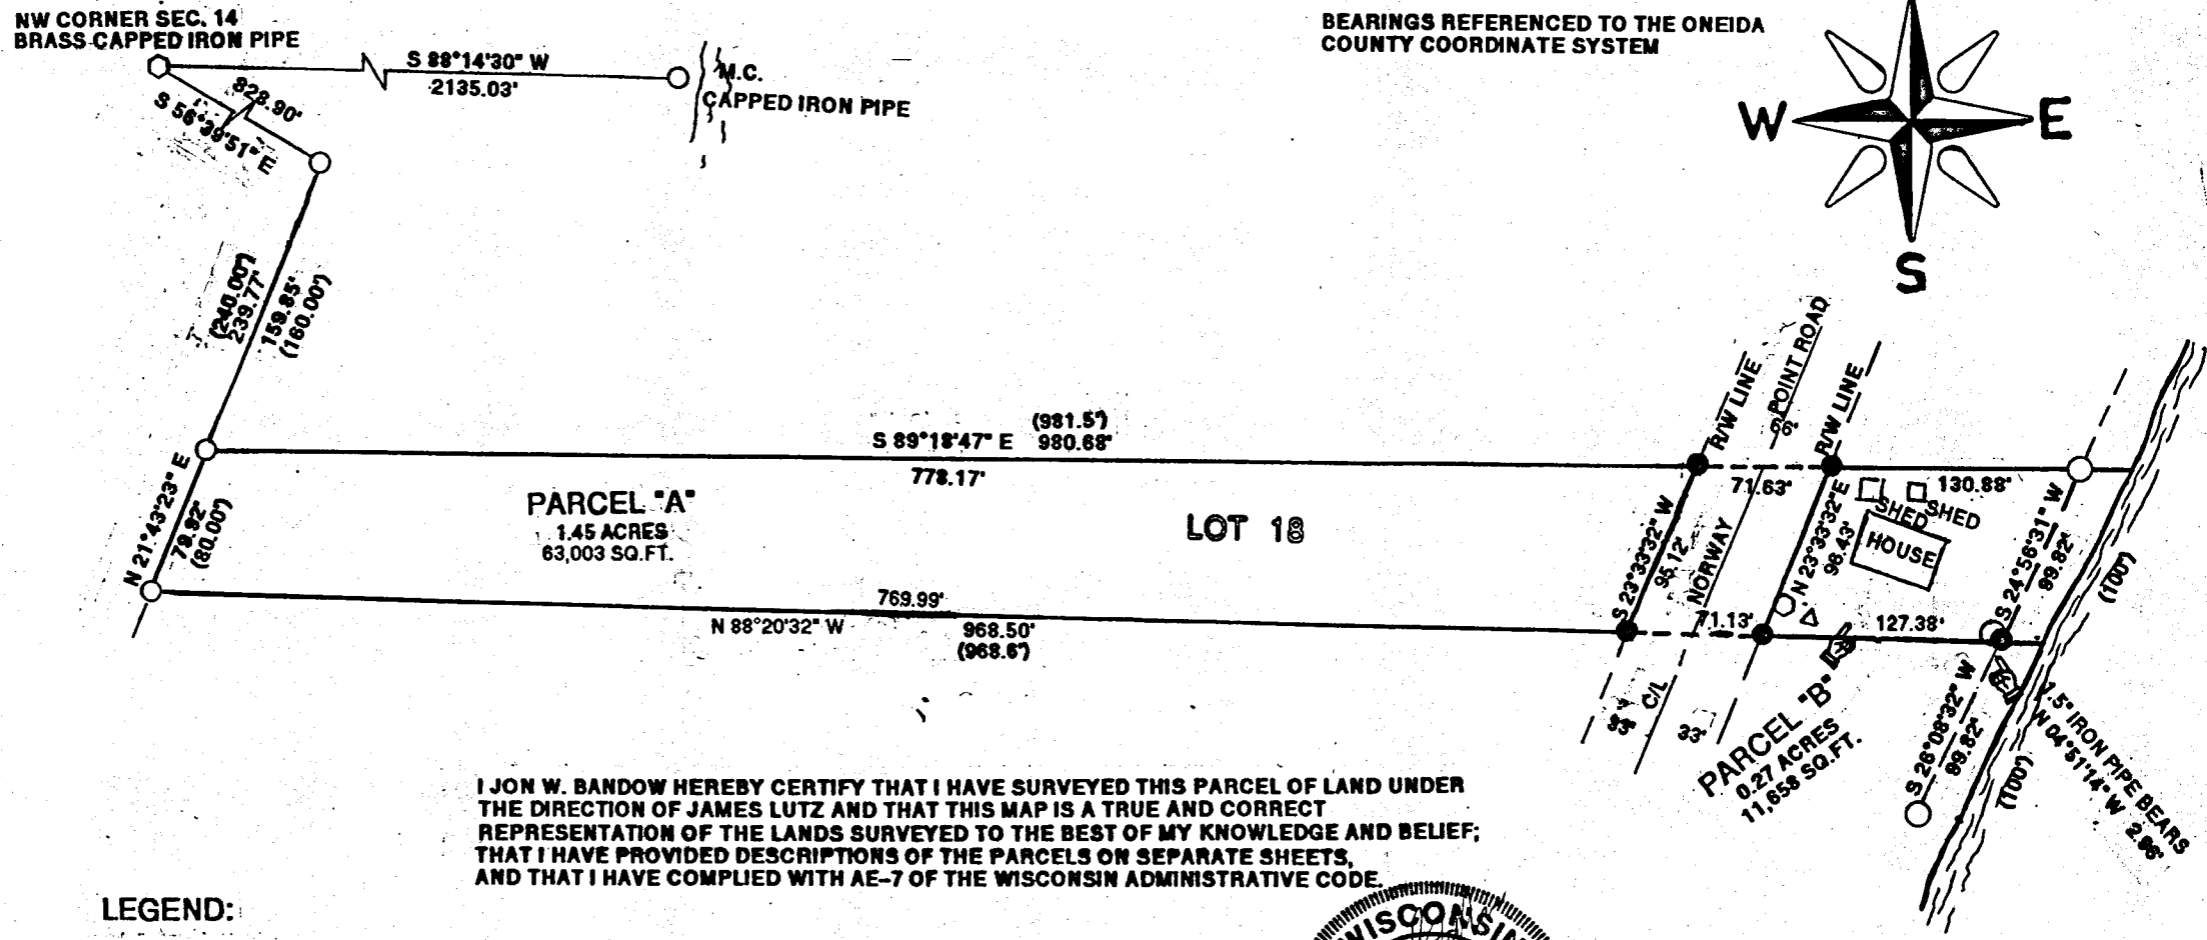 NW CORNER SEC. 14
BRASS CAPPED IRON PIPE
S 88°14'30" W
2135.03'
M.C.
CAPPED IRON PIPE
828.90'
S 56°39'51" E
BEARINGS REFERENCED TO THE ONEIDA
COUNTY COORDINATE SYSTEM
W
E
S
(240.00')
239.77'
159.85'
(160.00')
N 21°43'23" E
79.92'
(80.00')
(981.5')
S 89°18'47" E 980.68'
778.17'
PARCEL "A"
1.45 ACRES
63,003 SQ.FT.
LOT 18
769.99'
N 88°20'32" W
968.50'
(968.6')
R/W LINE
POINT ROAD
66'
R/W LINE
71.63'
130.88'
S 23°33'32" W
95.12'
NORWAY
N 23°33'32" E
96.43'
SHED
SHED
HOUSE
S 24°56'31" W
99.82'
(100')
71.13'
127.38'
33'
C/L
33'
PARCEL "B"
0.27 ACRES
11,658 SQ.FT.
S 26°08'32" W
99.82'
(100')
1.5" IRON PIPE BEARS
N 04°51'14" W 2.96'
I JON W. BANDOW HEREBY CERTIFY THAT I HAVE SURVEYED THIS PARCEL OF LAND UNDER
THE DIRECTION OF JAMES LUTZ AND THAT THIS MAP IS A TRUE AND CORRECT
REPRESENTATION OF THE LANDS SURVEYED TO THE BEST OF MY KNOWLEDGE AND BELIEF;
THAT I HAVE PROVIDED DESCRIPTIONS OF THE PARCELS ON SEPARATE SHEETS,
AND THAT I HAVE COMPLIED WITH AE-7 OF THE WISCONSIN ADMINISTRATIVE CODE.
LEGEND:
WISCONSIN